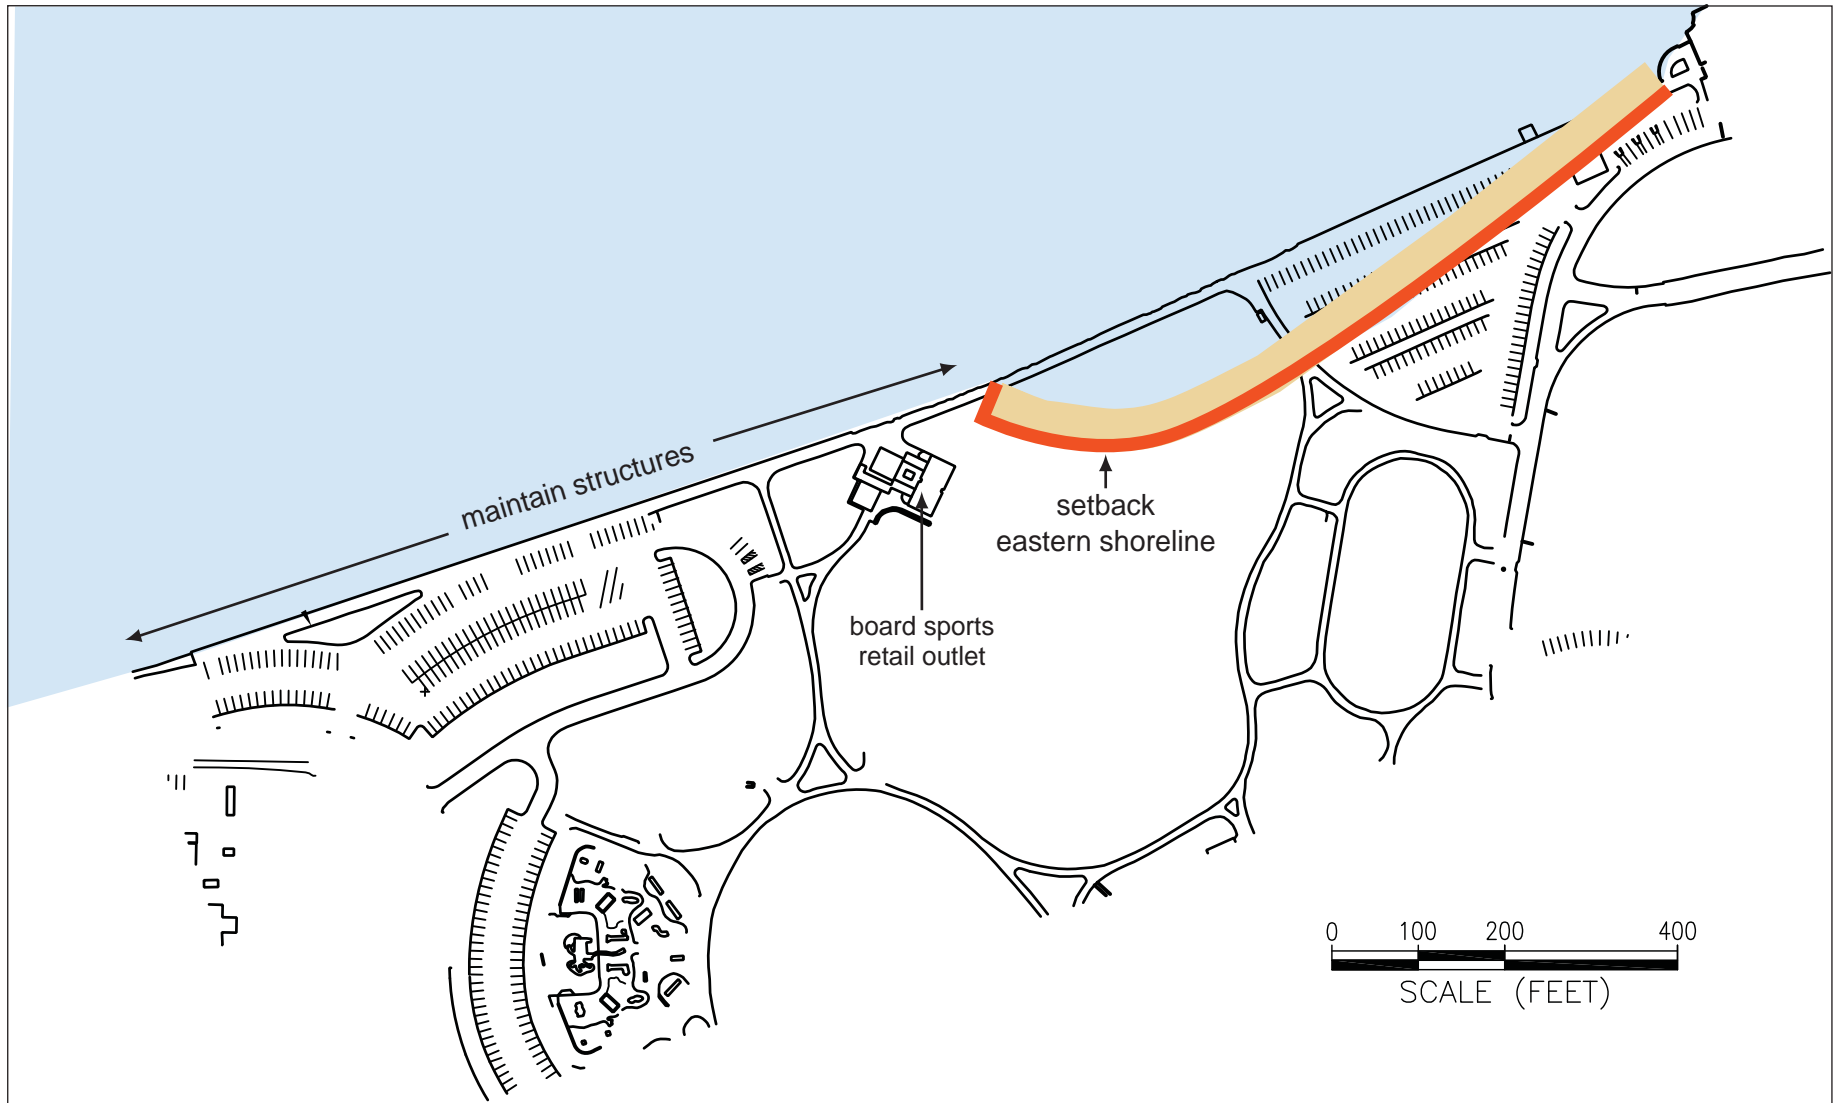 maintain structures
setback
eastern shoreline
board sports
retail outlet
0 100 200 400
SCALE (FEET)